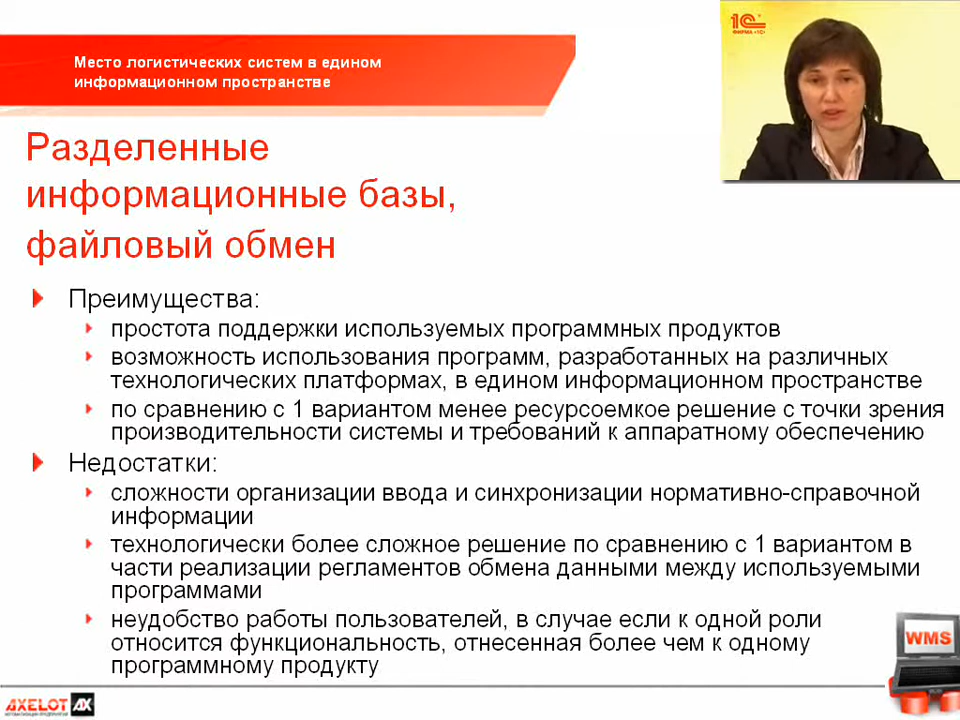 1С
ФИРМА «1С»
Место логистических систем в едином
информационном пространстве
Разделенные
информационные базы,
файловый обмен
Преимущества:
простота поддержки используемых программных продуктов
возможность использования программ, разработанных на различных
технологических платформах, в едином информационном пространстве
по сравнению с 1 вариантом менее ресурсоемкое решение с точки зрения
производительности системы и требований к аппаратному обеспечению
Недостатки:
сложности организации ввода и синхронизации нормативно-справочной
информации
технологически более сложное решение по сравнению с 1 вариантом в
части реализации регламентов обмена данными между используемыми
программами
неудобство работы пользователей, в случае если к одной роли
относится функциональность, отнесенная более чем к одному
программному продукту
WMS
AXELOT AX